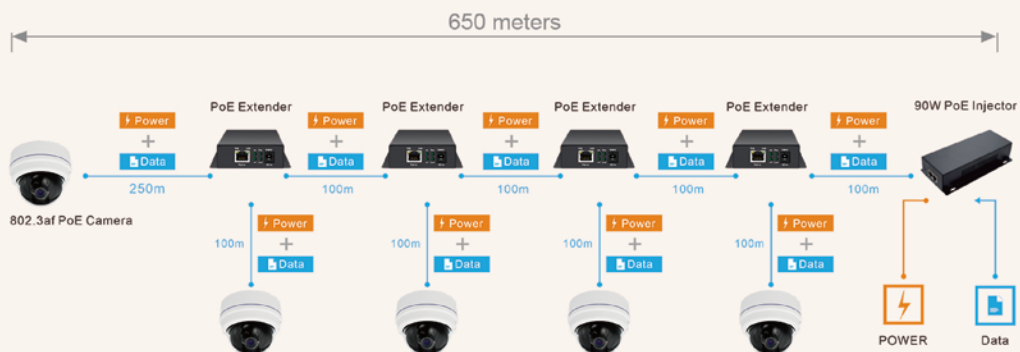 650 meters
PoE Extender PoE Extender PoE Extender PoE Extender 90W PoE Injector
Power Power Power Power Power
+ + + + +
Data Data Data Data Data
250m 100m 100m 100m 100m
802.3af PoE Camera
Power Power Power Power
100m + 100m + 100m + 100m +
Data Data Data Data
POWER Data